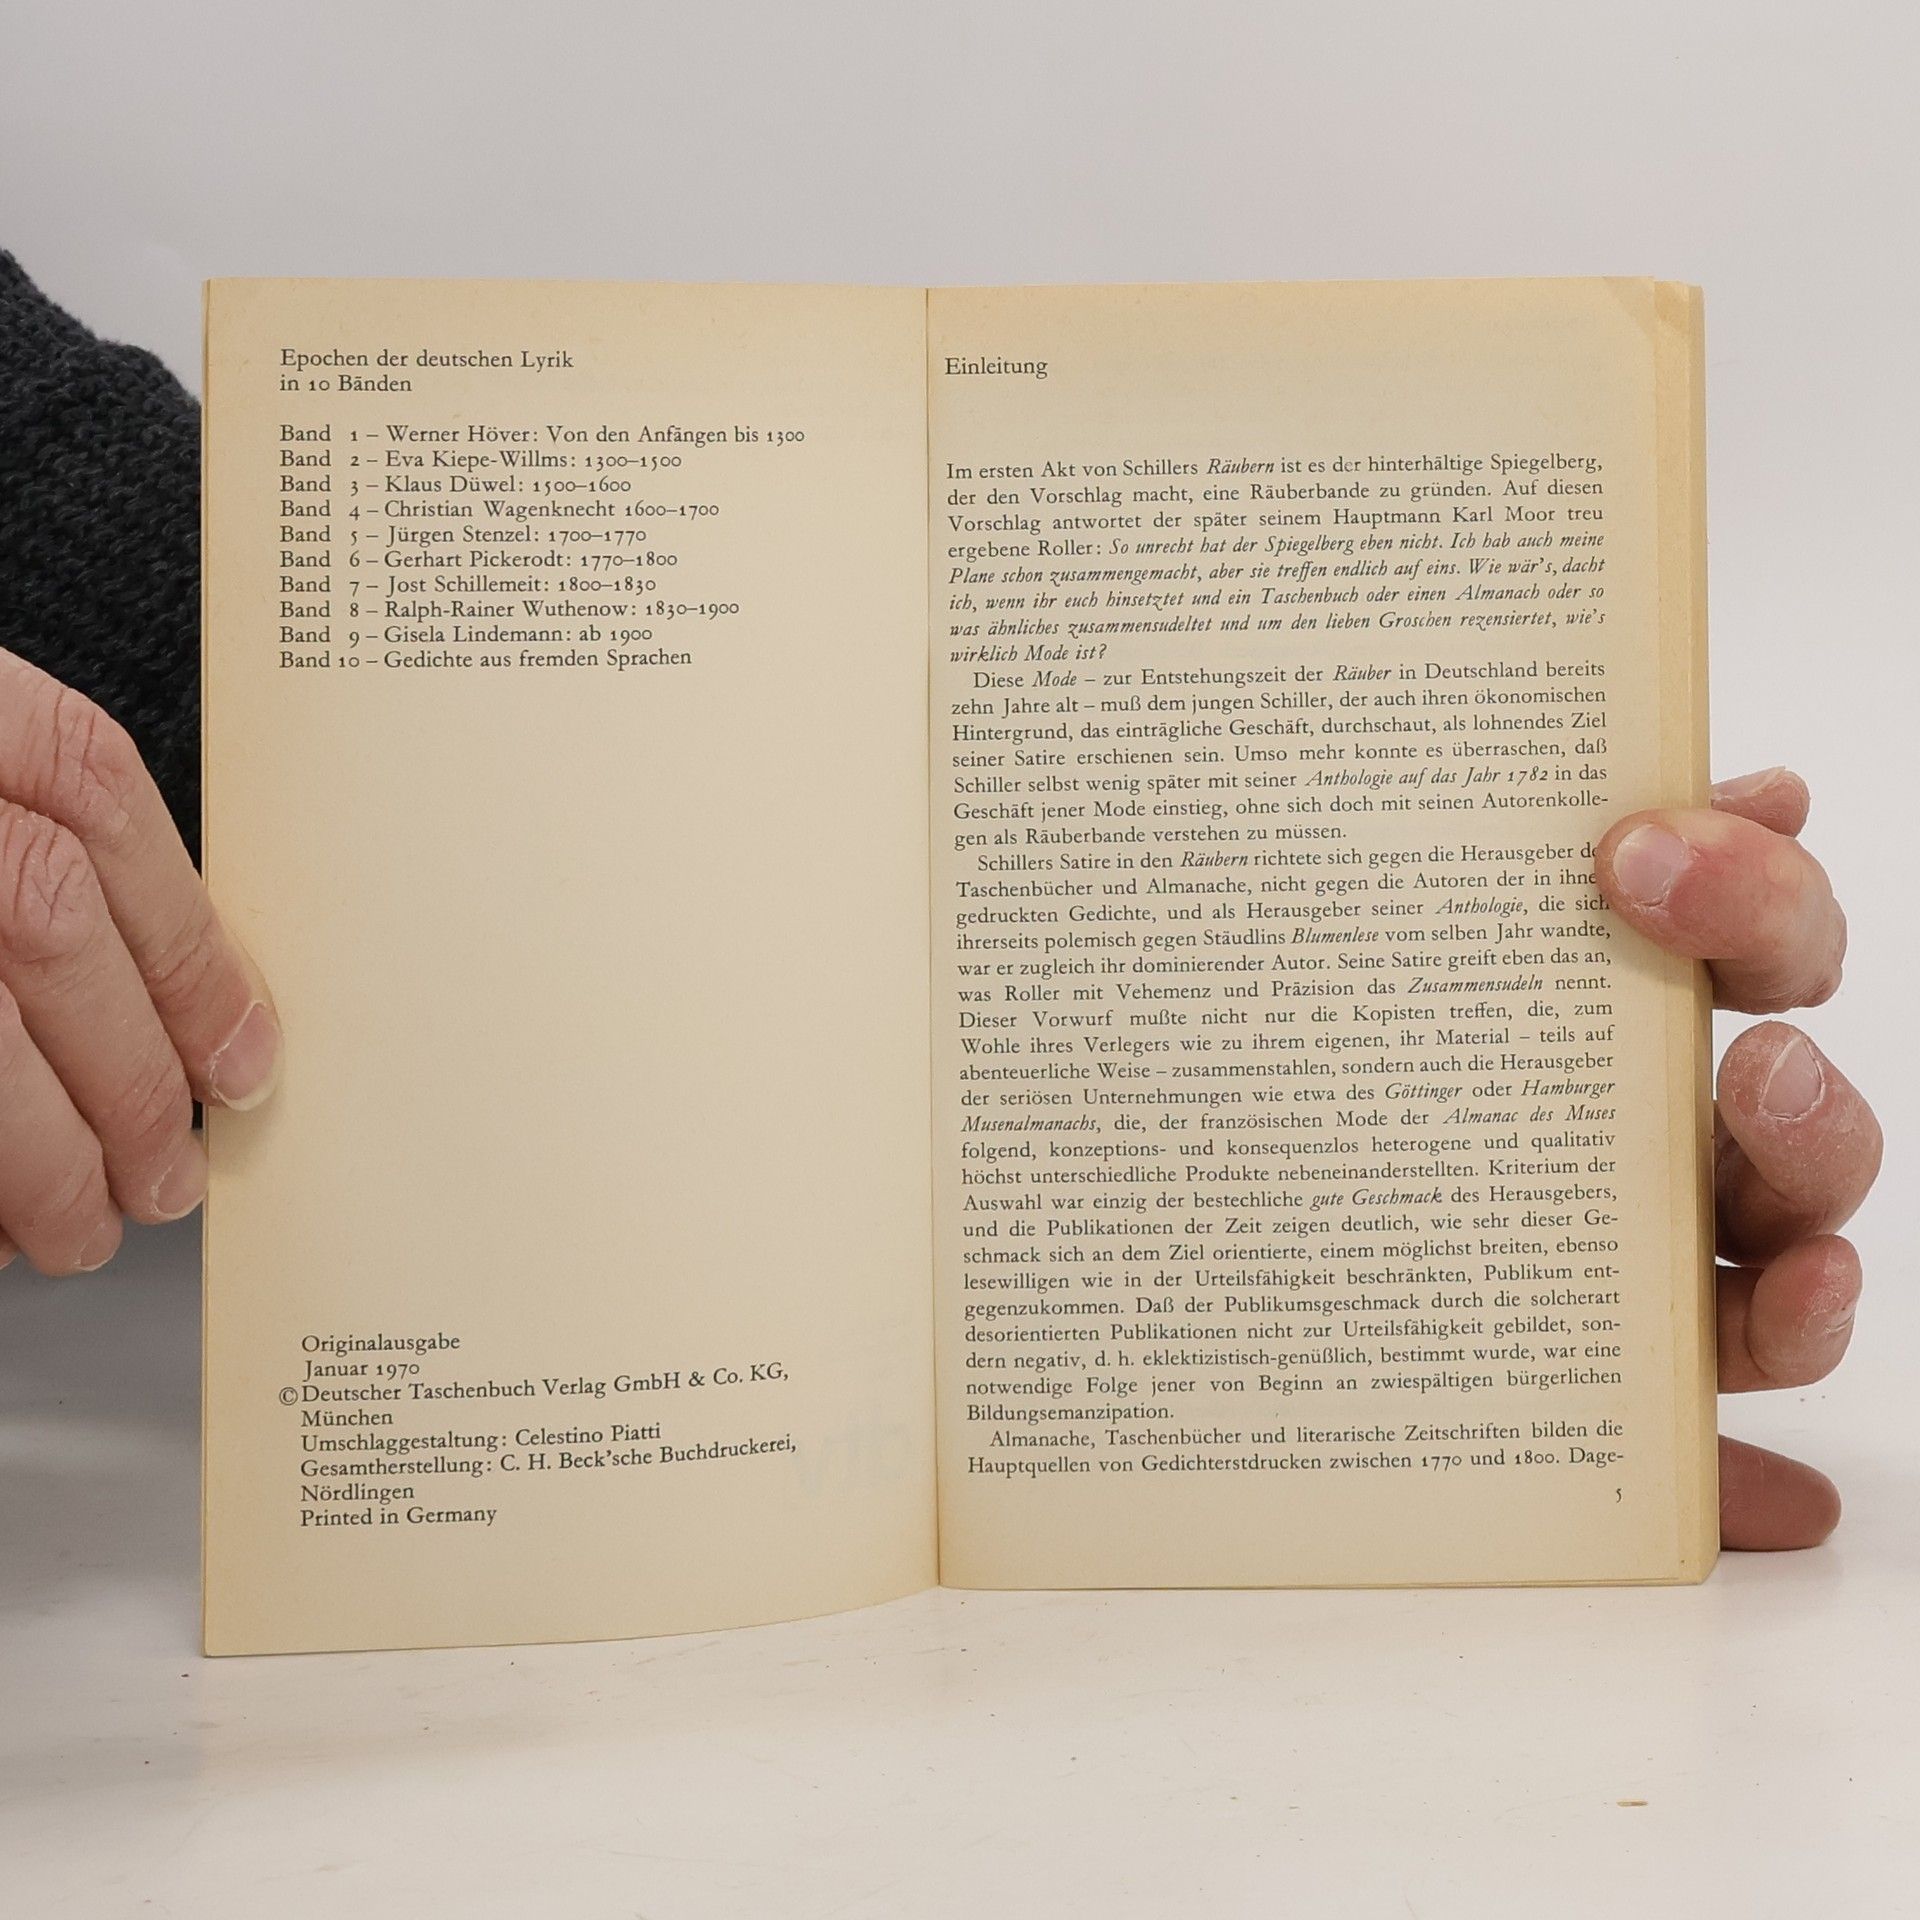 Epochen der deutschen Lyrik
in 10 Bänden
Band 1 – Werner Höver: Von den Anfängen bis 1300
Band 2 – Eva Kiepe-Willms: 1300–1500
Band 3 – Klaus Düwel: 1500–1600
Band 4 – Christian Wagenknecht 1600–1700
Band 5 – Jürgen Stenzel: 1700–1770
Band 6 – Gerhart Pickerodt: 1770–1800
Band 7 – Jost Schillemeit: 1800–1830
Band 8 – Ralph-Rainer Wuthenow: 1830–1900
Band 9 – Gisela Lindemann: ab 1900
Band 10 – Gedichte aus fremden Sprachen
Originalausgabe
Januar 1970
© Deutscher Taschenbuch Verlag GmbH & Co. KG,
München
Umschlaggestaltung: Celestino Piatti
Gesamtherstellung: C. H. Beck'sche Buchdruckerei,
Nördlingen
Printed in Germany
Einleitung
Im ersten Akt von Schillers Räubern ist es der hinterhältige Spiegelberg,
der den Vorschlag macht, eine Räuberbande zu gründen. Auf diesen
Vorschlag antwortet der später seinem Hauptmann Karl Moor treu
ergebene Roller: So unrecht hat der Spiegelberg eben nicht. Ich hab auch meine
Plane schon zusammengemacht, aber sie treffen endlich auf eins. Wie wär's, dacht
ich, wenn ihr euch hinsetztet und ein Taschenbuch oder einen Almanach oder so
was ähnliches zusammensudeltet und um den lieben Groschen rezensiertet, wie's
wirklich Mode ist?
Diese Mode – zur Entstehungszeit der Räuber in Deutschland bereits
zehn Jahre alt – muß dem jungen Schiller, der auch ihren ökonomischen
Hintergrund, das einträgliche Geschäft, durchschaut, als lohnendes Ziel
seiner Satire erschienen sein. Umso mehr konnte es überraschen, daß
Schiller selbst wenig später mit seiner Anthologie auf das Jahr 1782 in das
Geschäft jener Mode einstieg, ohne sich doch mit seinen Autorenkolle-
gen als Räuberbande verstehen zu müssen.
Schillers Satire in den Räubern richtete sich gegen die Herausgeber
Taschenbücher und Almanache, nicht gegen die Autoren der in ihne
gedruckten Gedichte, und als Herausgeber seiner Anthologie, die sich
ihrerseits polemisch gegen Stäudlins Blumenlese vom selben Jahr wandte,
war er zugleich ihr dominierender Autor. Seine Satire greift eben das an,
was Roller mit Vehemenz und Präzision das Zusammensudeln nennt.
Dieser Vorwurf mußte nicht nur die Kopisten treffen, die, zum
Wohle ihres Verlegers wie zu ihrem eigenen, ihr Material – teils auf
abenteuerliche Weise – zusammenstahlen, sondern auch die Herausgeber
der seriösen Unternehmungen wie etwa des Göttinger oder Hamburger
Musenalmanachs, die, der französischen Mode der Almanac des Muses
folgend, konzeptions- und konsequenzlos heterogene und qualitativ
höchst unterschiedliche Produkte nebeneinanderstellten. Kriterium der
Auswahl war einzig der bestechliche gute Geschmack des Herausgebers,
und die Publikationen der Zeit zeigen deutlich, wie sehr dieser Ge-
schmack sich an dem Ziel orientierte, einem möglichst breiten, ebenso
lesewilligen wie in der Urteilsfähigkeit beschränkten, Publikum ent-
gegenzukommen. Daß der Publikumsgeschmack durch die solcherart
desorientierten Publikationen nicht zur Urteilsfähigkeit gebildet, son-
dern negativ, d. h. eklektizistisch-genüßlich, bestimmt wurde, war eine
notwendige Folge jener von Beginn an zwiespältigen bürgerlichen
Bildungsemanzipation.
Almanache, Taschenbücher und literarische Zeitschriften bilden die
Hauptquellen von Gedichterstdrucken zwischen 1770 und 1800. Dage-
5